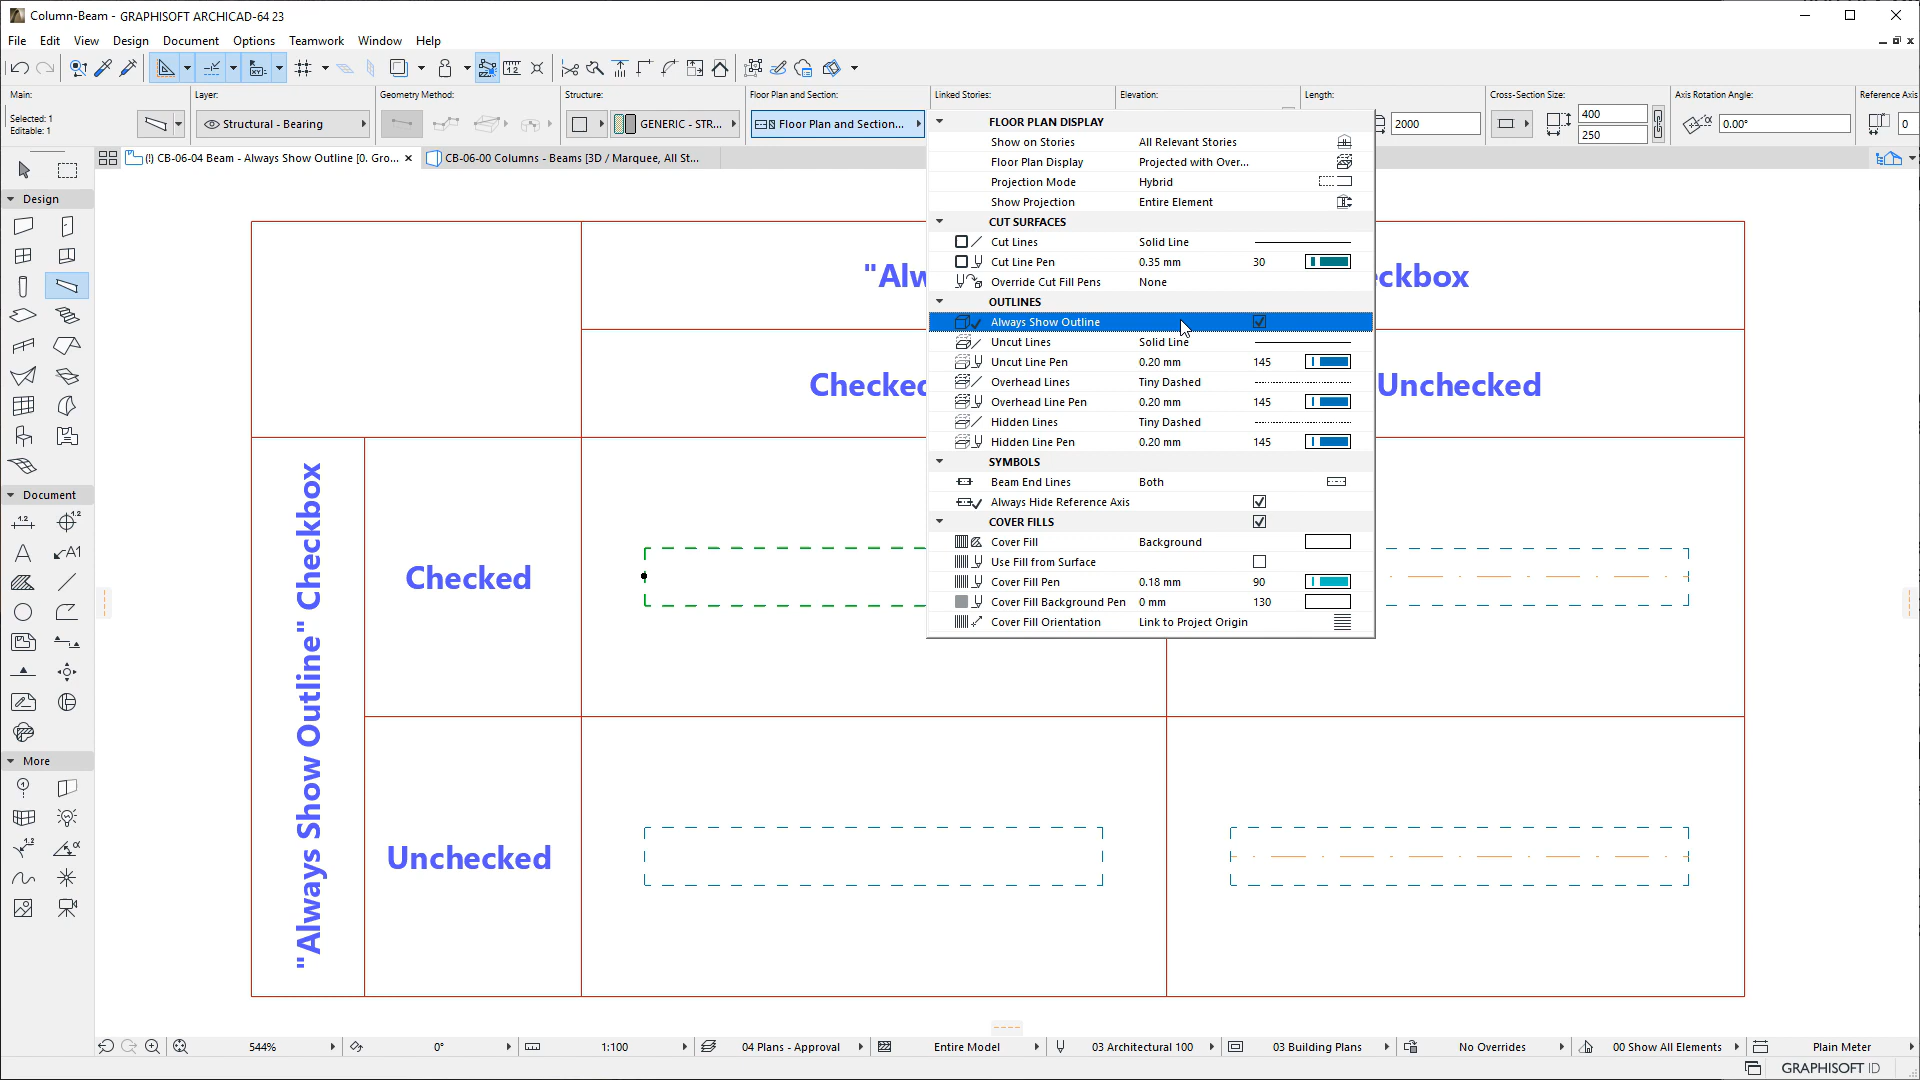 Column-Beam - GRAPHISOFT ARCHICAD-64 23
File Edit View Design Document Options Teamwork Window Help
Main:
Selected: 1
Editable: 1
Layer:
Structural - Bearing
Geometry Method:
Structure:
GENERIC - STR...
Floor Plan and Section:
Floor Plan and Section...
Linked Stories:
Elevation:
Length:
2000
Cross-Section Size:
400
250
Axis Rotation Angle:
0.00°
Reference Axis
0
(!) CB-06-04 Beam - Always Show Outline [0. Gro...
CB-06-00 Columns - Beams [3D / Marquee, All St...
Design
Document
More
FLOOR PLAN DISPLAY
Show on Stories All Relevant Stories
Floor Plan Display Projected with Over...
Projection Mode Hybrid
Show Projection Entire Element
CUT SURFACES
Cut Lines Solid Line
Cut Line Pen 0.35 mm 30
Override Cut Fill Pens None
OUTLINES
Always Show Outline
Uncut Lines Solid Line
Uncut Line Pen 0.20 mm 145
Overhead Lines Tiny Dashed
Overhead Line Pen 0.20 mm 145
Hidden Lines Tiny Dashed
Hidden Line Pen 0.20 mm 145
SYMBOLS
Beam End Lines Both
Always Hide Reference Axis
COVER FILLS
Cover Fill Background
Use Fill from Surface
Cover Fill Pen 0.18 mm 90
Cover Fill Background Pen 0 mm 130
Cover Fill Orientation Link to Project Origin
"Alw
ckbox
Checked
Unchecked
"Always Show Outline" Checkbox
Checked
Unchecked
544%
0°
1:100
04 Plans - Approval
Entire Model
03 Architectural 100
03 Building Plans
No Overrides
00 Show All Elements
Plain Meter
GRAPHISOFT ID